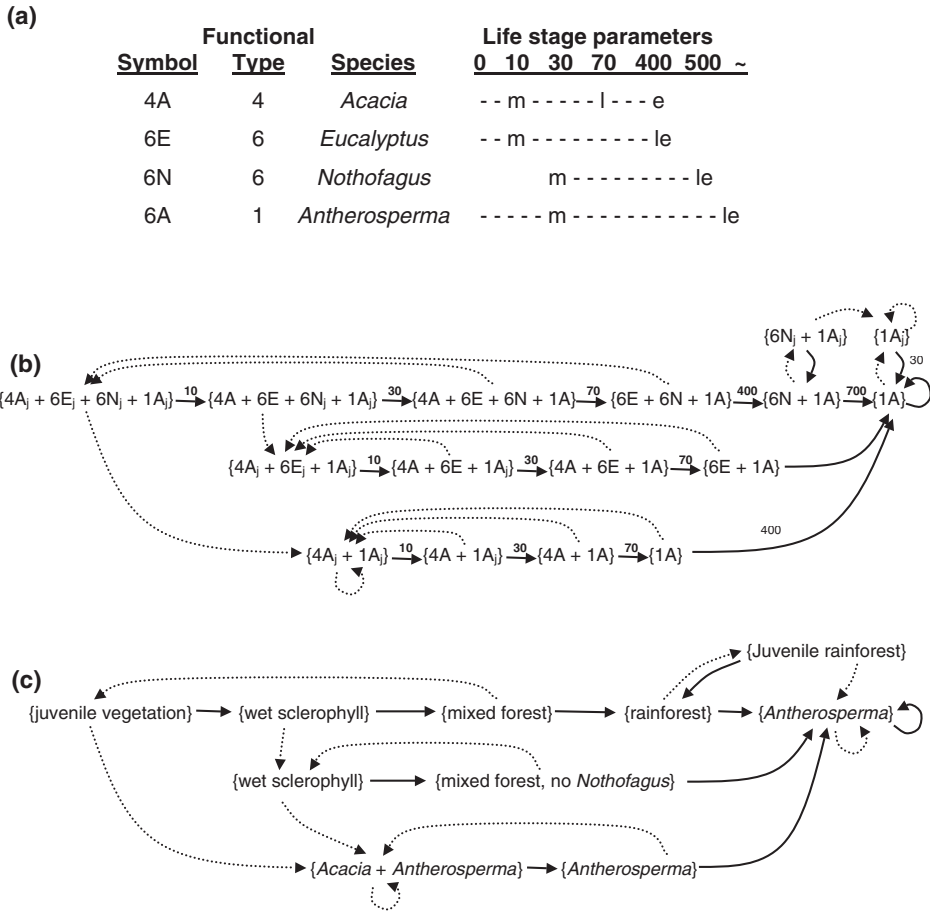 (a)
Functional Life stage parameters
Symbol Type Species 0 10 30 70 400 500 ~
4A 4 Acacia - - m - - - - - l - - - e
6E 6 Eucalyptus - - m - - - - - - - - - le
6N 6 Nothofagus m - - - - - - - - - le
6A 1 Antherosperma - - - - - m - - - - - - - - - - - le
(b)
{6Nj + 1Aj} {1Aj}
30
{4Aj + 6Ej + 6Nj + 1Aj} 10 {4A + 6E + 6Nj + 1Aj} 30 {4A + 6E + 6N + 1A} 70 {6E + 6N + 1A} 400 {6N + 1A} 700 {1A}
{4Aj + 6Ej + 1Aj} 10 {4A + 6E + 1Aj} 30 {4A + 6E + 1A} 70 {6E + 1A}
400
{4Aj + 1Aj} 10 {4A + 1Aj} 30 {4A + 1A} 70 {1A}
(c)
{Juvenile rainforest}
{juvenile vegetation} {wet sclerophyll} {mixed forest} {rainforest} {Antherosperma}
{wet sclerophyll} {mixed forest, no Nothofagus}
{Acacia + Antherosperma} {Antherosperma}